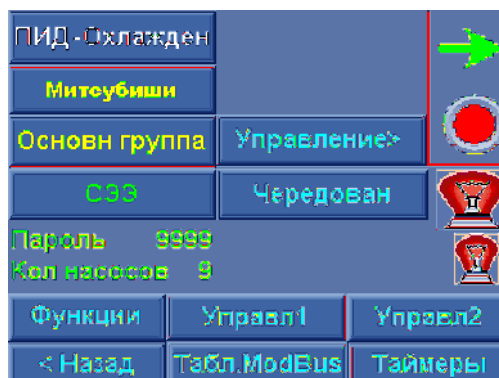 ПИД-Охлажден
Митсубиши
Основн группа Управление>
СЭЭ Чередован
Пароль 9999
Кол насосов 9
Функции Управл1 Управл2
< Назад Табл.ModBus Таймеры